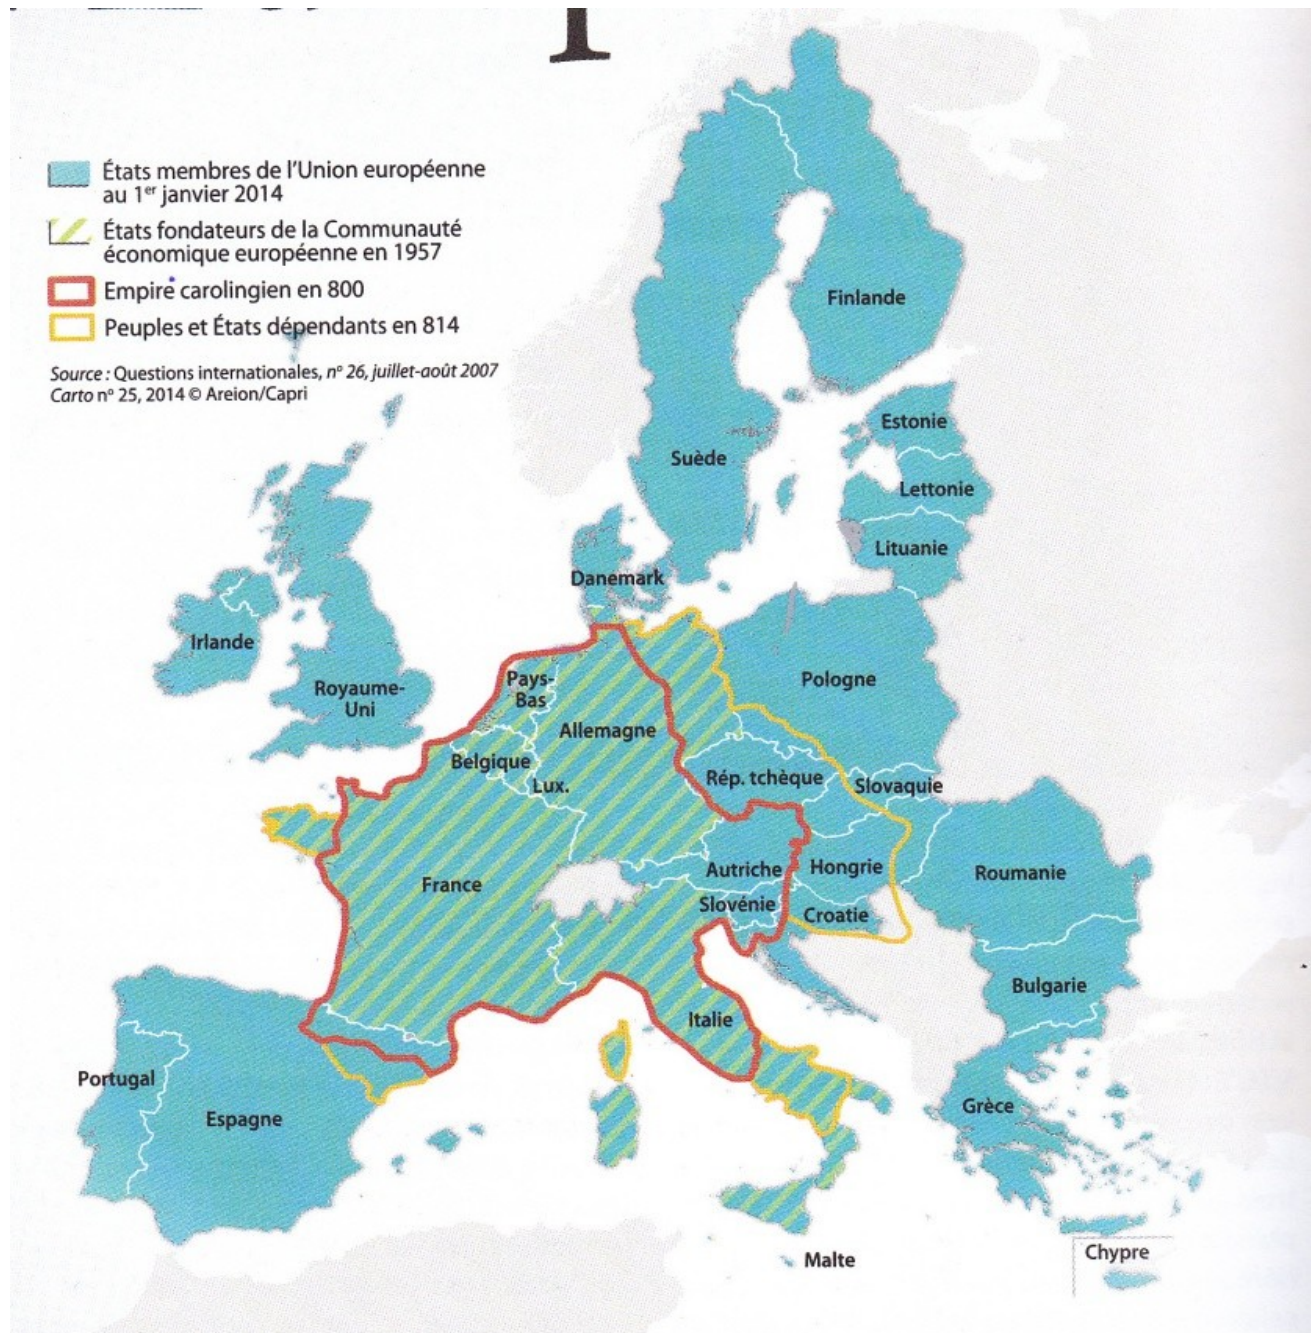 États membres de l'Union européenne
au 1er janvier 2014
États fondateurs de la Communauté
économique européenne en 1957
Empire carolingien en 800
Peuples et États dépendants en 814
Source : Questions internationales, n° 26, juillet-août 2007
Carto n° 25, 2014 © Areion/Capri
Finlande
Estonie
Suède
Lettonie
Lituanie
Danemark
Irlande
Royaume-
Uni
Pays-
Bas
Pologne
Allemagne
Belgique
Lux.
Rép. tchèque
Slovaquie
France
Autriche
Hongrie
Roumanie
Slovénie
Croatie
Bulgarie
Italie
Portugal
Espagne
Grèce
Malte
Chypre